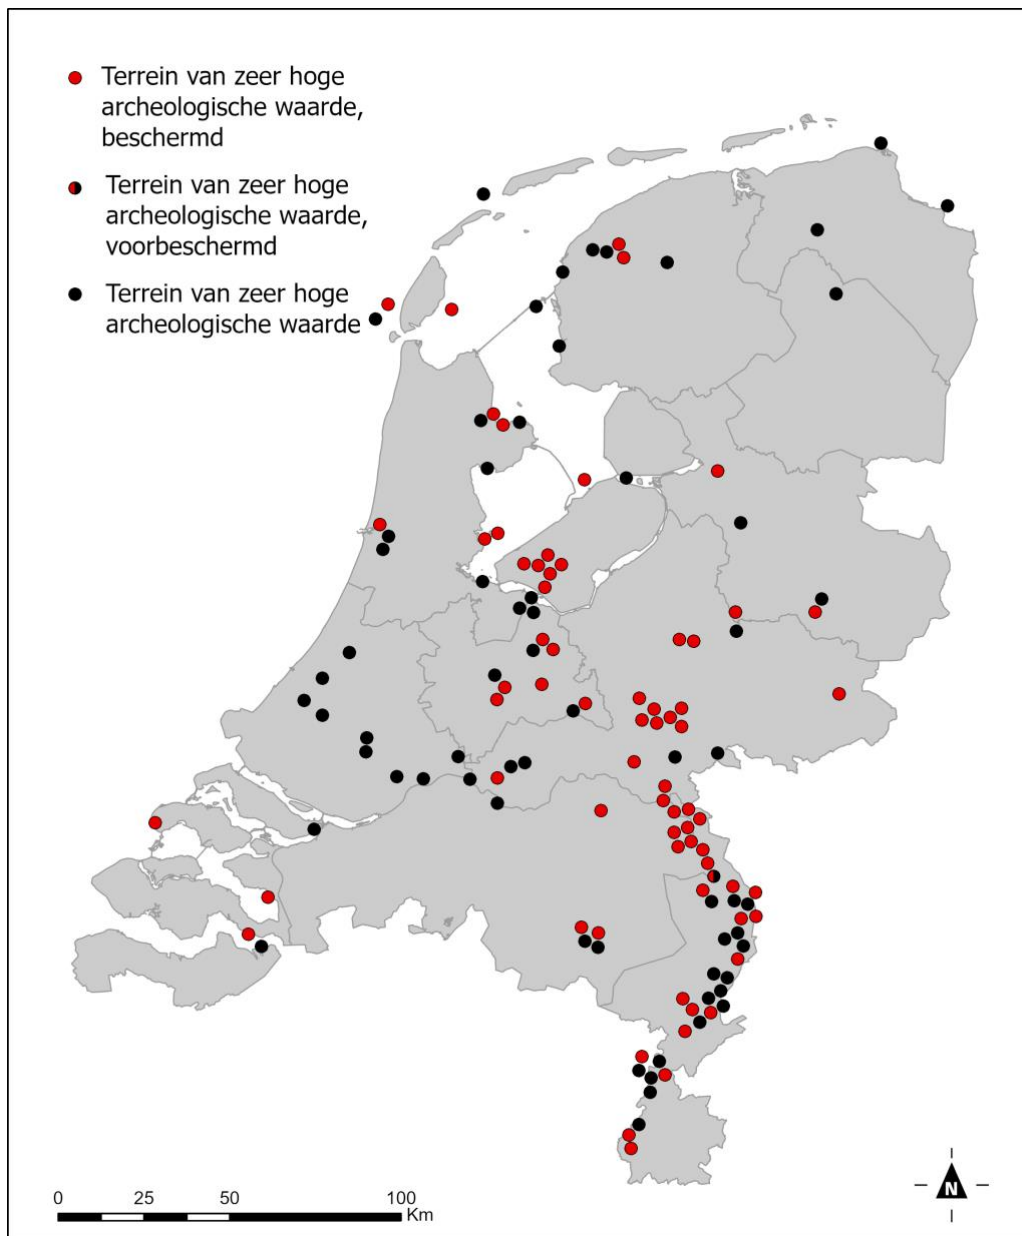 Terrein van zeer hoge
archeologische waarde,
beschermd
Terrein van zeer hoge
archeologische waarde,
voorbeschermd
Terrein van zeer hoge
archeologische waarde
0 25 50 100
Km
N